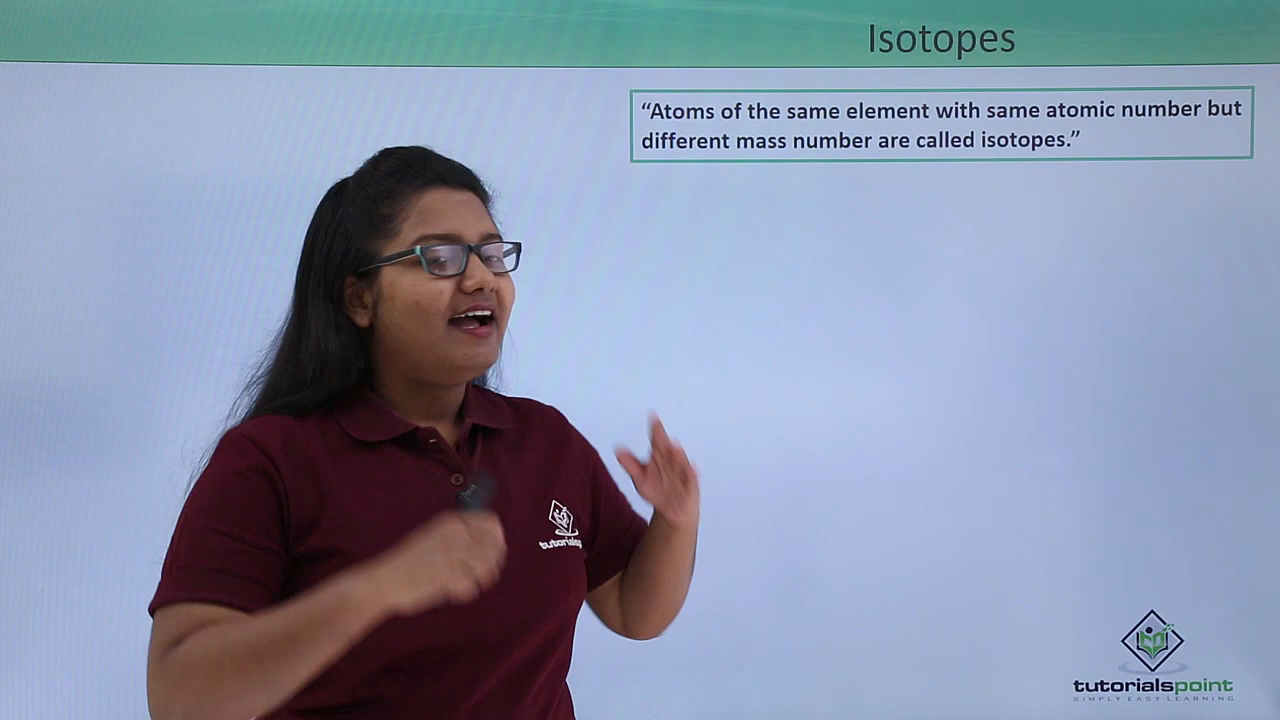 Isotopes
“Atoms of the same element with same atomic number but
different mass number are called isotopes.”
tutorialspoint
SIMPLY EASY LEARNING